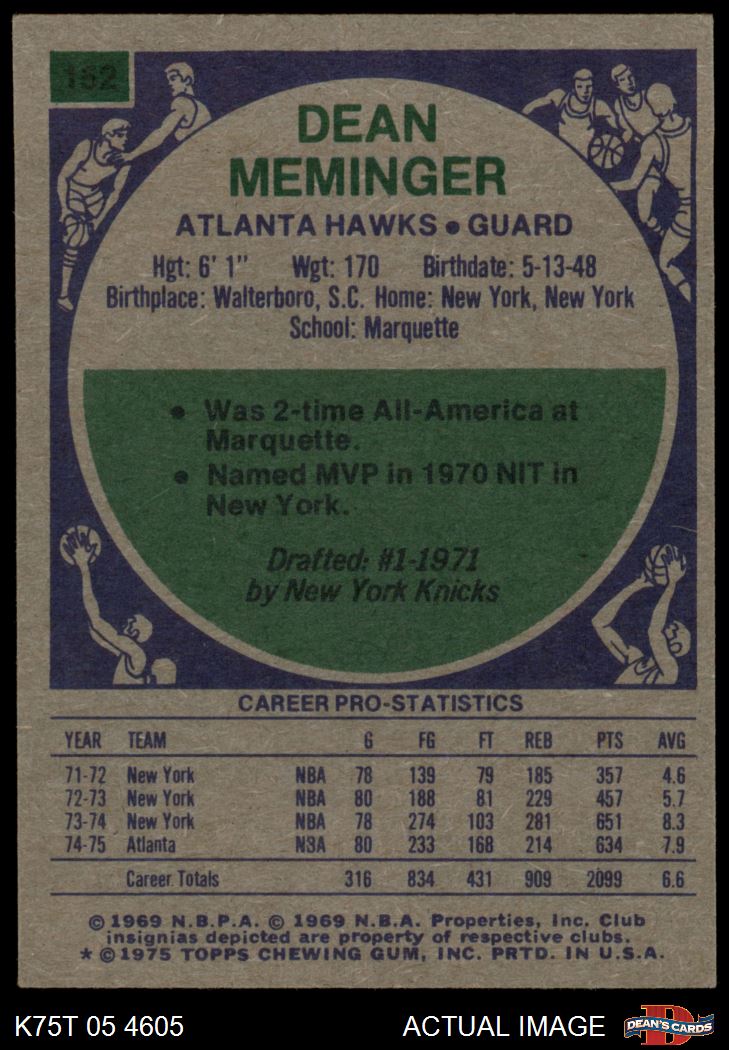 152
DEAN
MEMINGER
ATLANTA HAWKS • GUARD
Hgt: 6' 1" Wgt: 170 Birthdate: 5-13-48
Birthplace: Walterboro, S.C. Home: New York, New York
School: Marquette
• Was 2-time All-America at
Marquette.
• Named MVP in 1970 NIT in
New York.
Drafted: #1-1971
by New York Knicks
CAREER PRO-STATISTICS
YEAR TEAM G FG FT REB PTS AVG
71-72 New York NBA 78 139 79 185 357 4.6
72-73 New York NBA 80 188 81 229 457 5.7
73-74 New York NBA 78 274 103 281 651 8.3
74-75 Atlanta NBA 80 233 168 214 634 7.9
Career Totals 316 834 431 909 2099 6.6
© 1969 N.B.P.A. © 1969 N.B.A. Properties, Inc. Club
insignias depicted are property of respective clubs.
* © 1975 TOPPS CHEWING GUM, INC. PRTD. IN U.S.A.
K75T 05 4605 ACTUAL IMAGE DEAN'S CARDS